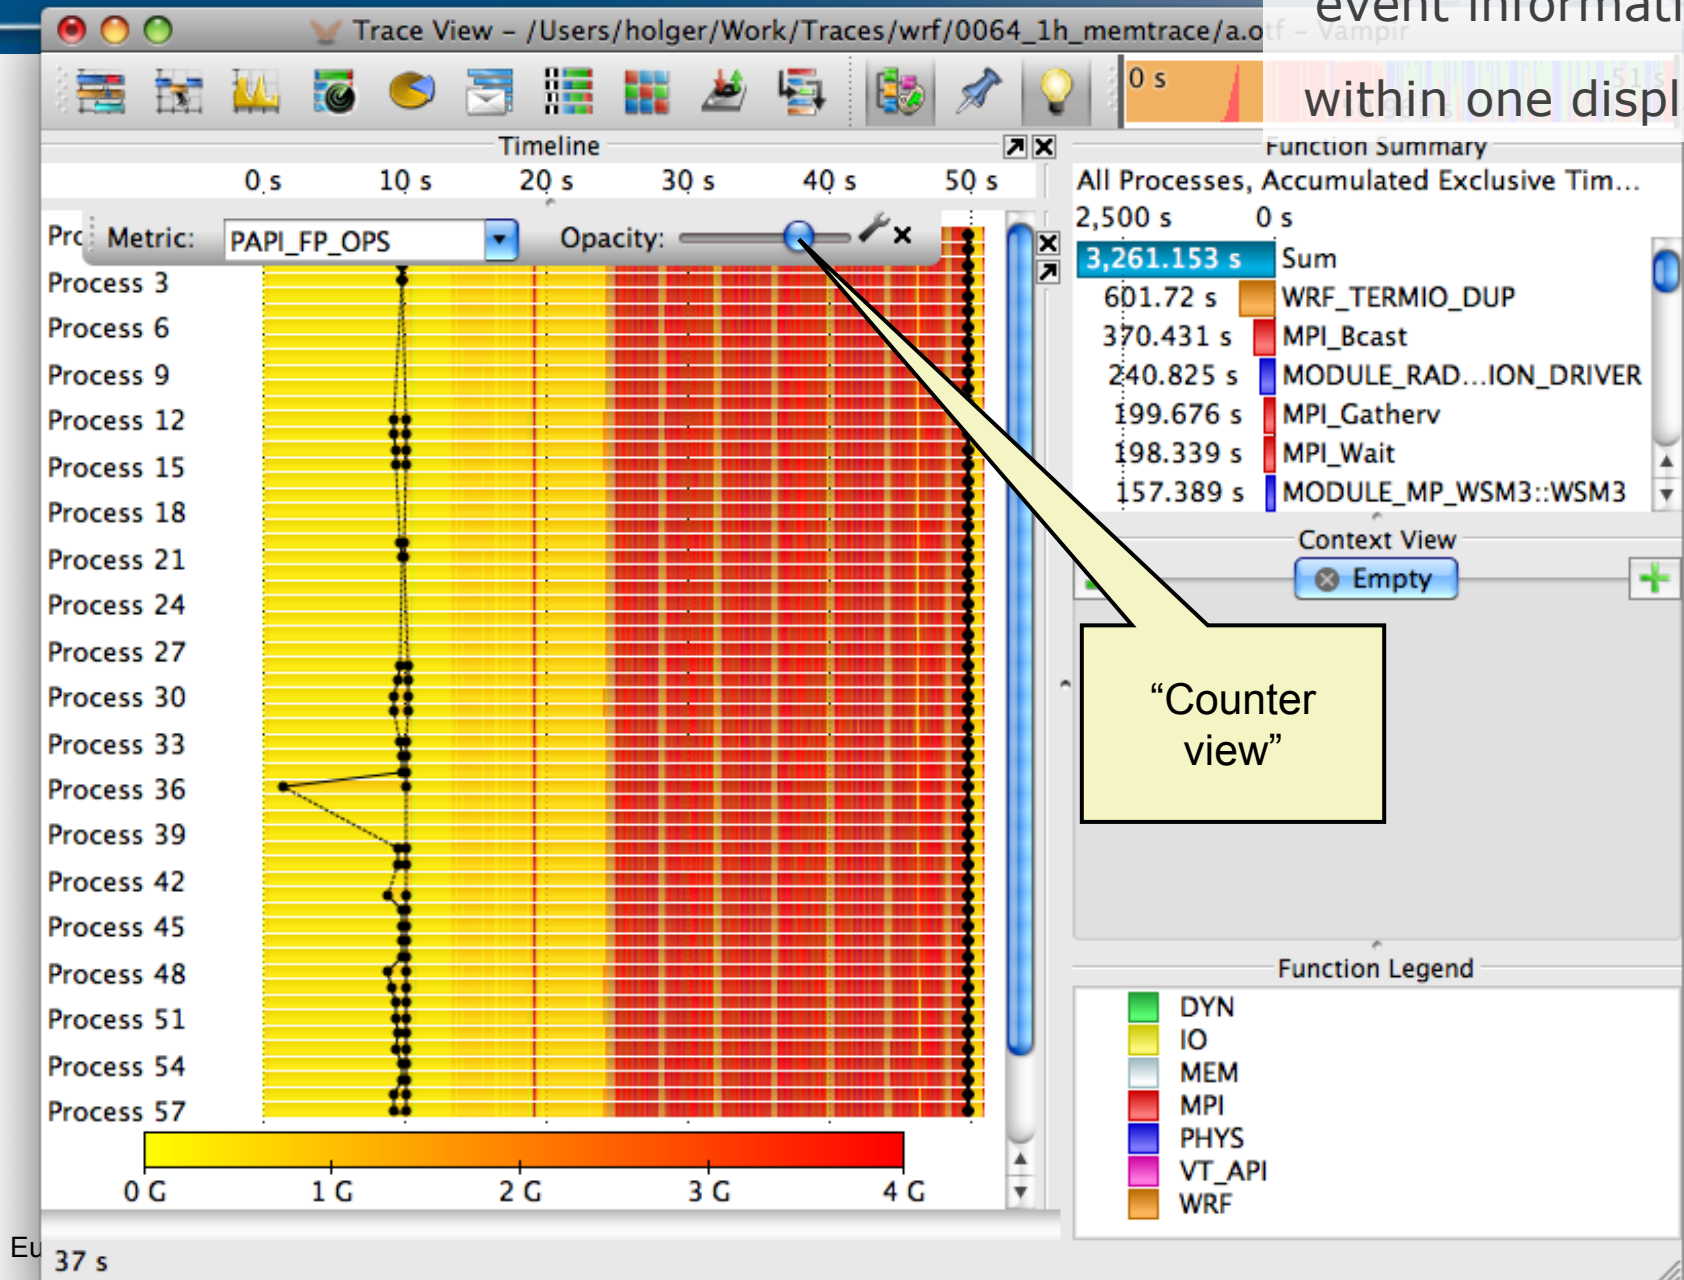 event informati
Trace View – /Users/holger/Work/Traces/wrf/0064_1h_memtrace/a.otf – Vampir
0 s
51 s
within one displ
Timeline
Function Summary
0 s 10 s 20 s 30 s 40 s 50 s
All Processes, Accumulated Exclusive Tim...
2,500 s 0 s
Metric: PAPI_FP_OPS Opacity:
3,261.153 s Sum
601.72 s WRF_TERMIO_DUP
370.431 s MPI_Bcast
240.825 s MODULE_RAD...ION_DRIVER
199.676 s MPI_Gatherv
198.339 s MPI_Wait
157.389 s MODULE_MP_WSM3::WSM3
Process 3
Process 6
Process 9
Process 12
Process 15
Process 18
Process 21
Process 24
Process 27
Process 30
Process 33
Process 36
Process 39
Process 42
Process 45
Process 48
Process 51
Process 54
Process 57
0 G 1 G 2 G 3 G 4 G
Context View
Empty
“Counter
view”
Function Legend
DYN
IO
MEM
MPI
PHYS
VT_API
WRF
Eu
37 s